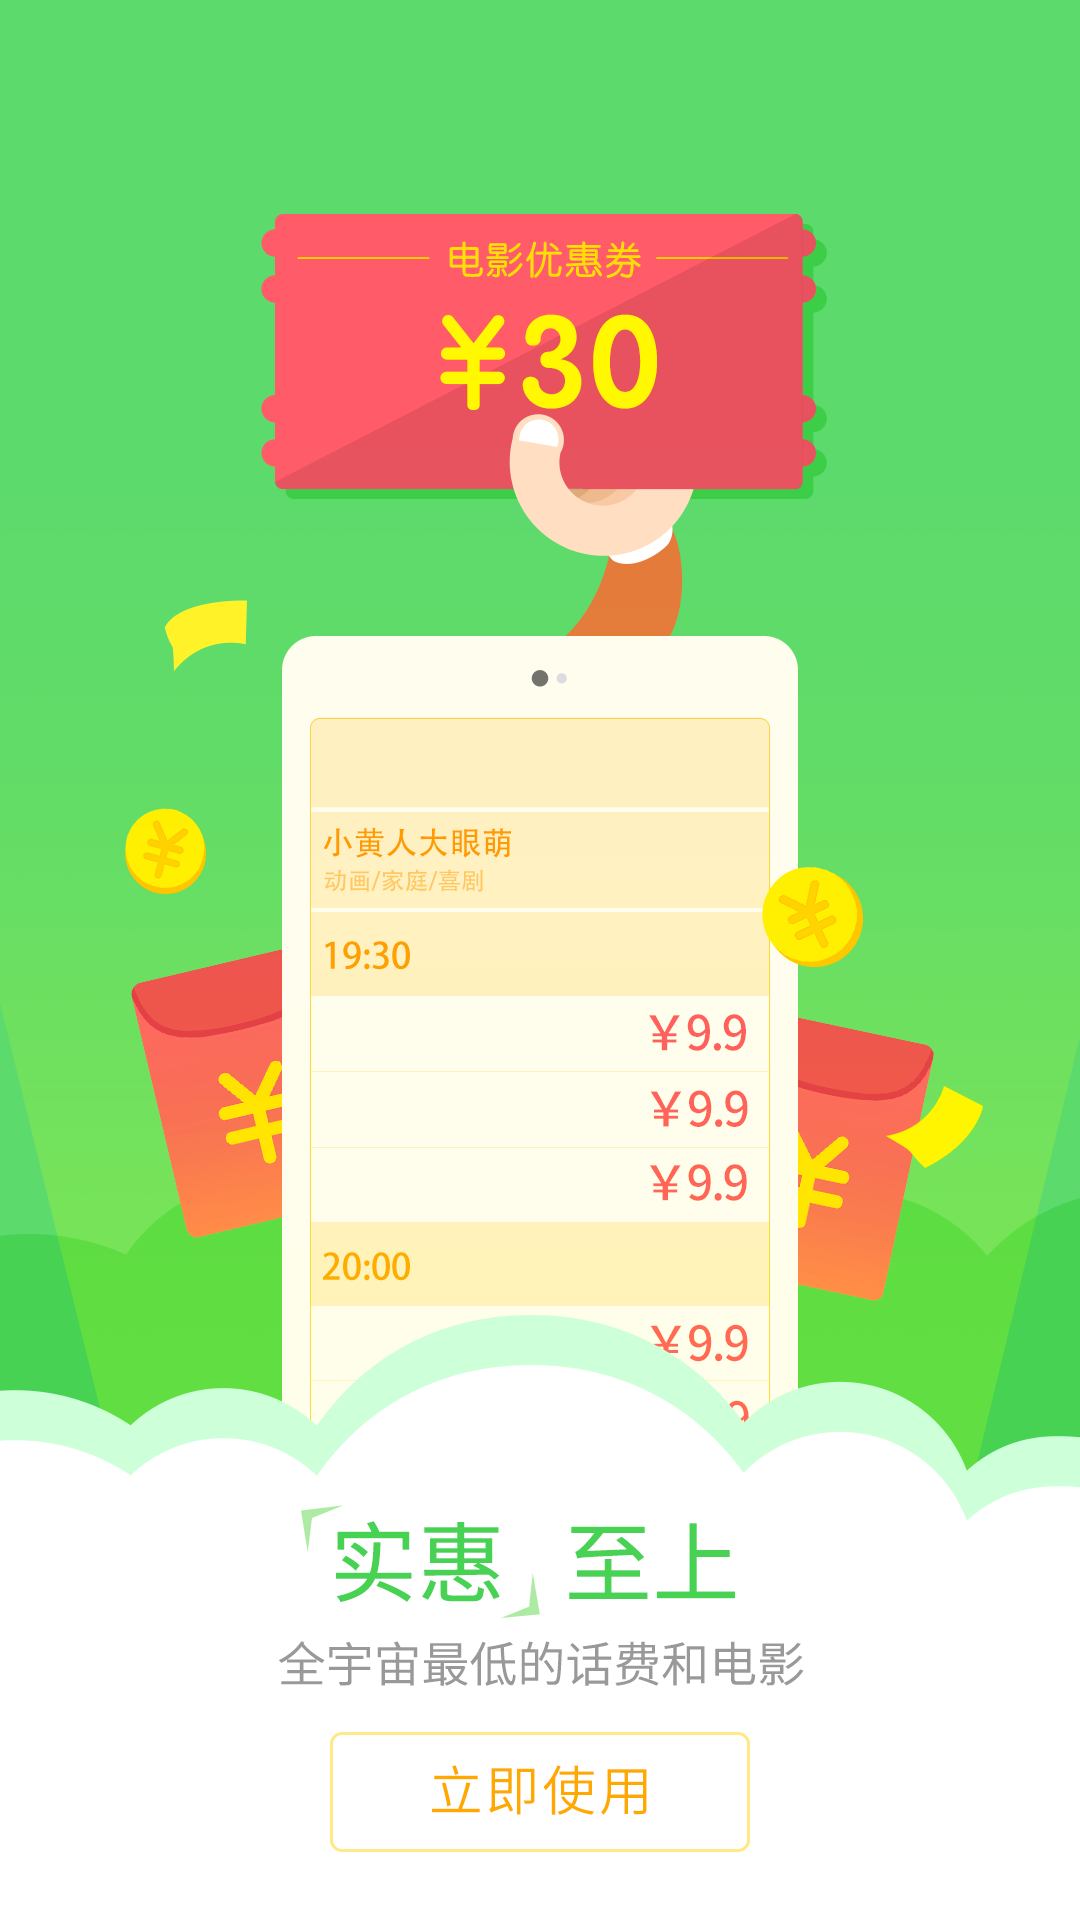 电影优惠券
¥30
小黄人大眼萌
动画/家庭/喜剧
19:30
¥9.9
¥9.9
¥9.9
20:00
¥9.9
9
实惠 至上
全宇宙最低的话费和电影
立即使用
¥
¥
¥
¥